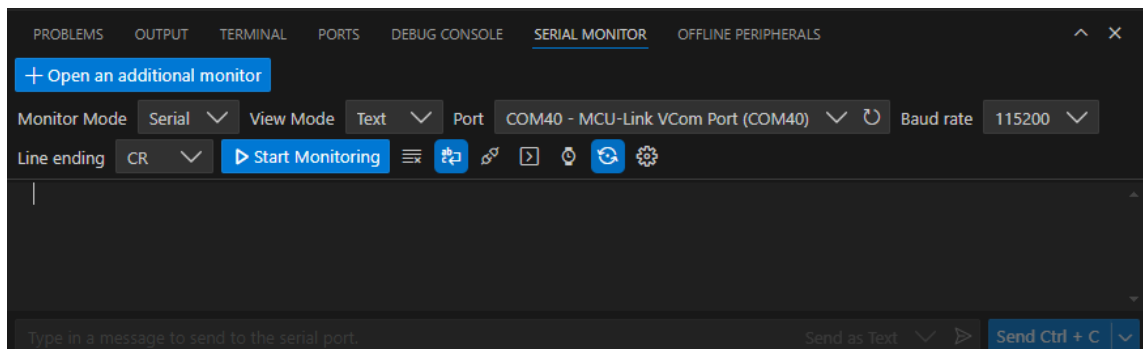 PROBLEMS OUTPUT TERMINAL PORTS DEBUG CONSOLE SERIAL MONITOR OFFLINE PERIPHERALS
+ Open an additional monitor
Monitor Mode Serial View Mode Text Port COM40 - MCU-Link VCom Port (COM40) Baud rate 115200
Line ending CR Start Monitoring
Type in a message to send to the serial port. Send as Text Send Ctrl + C